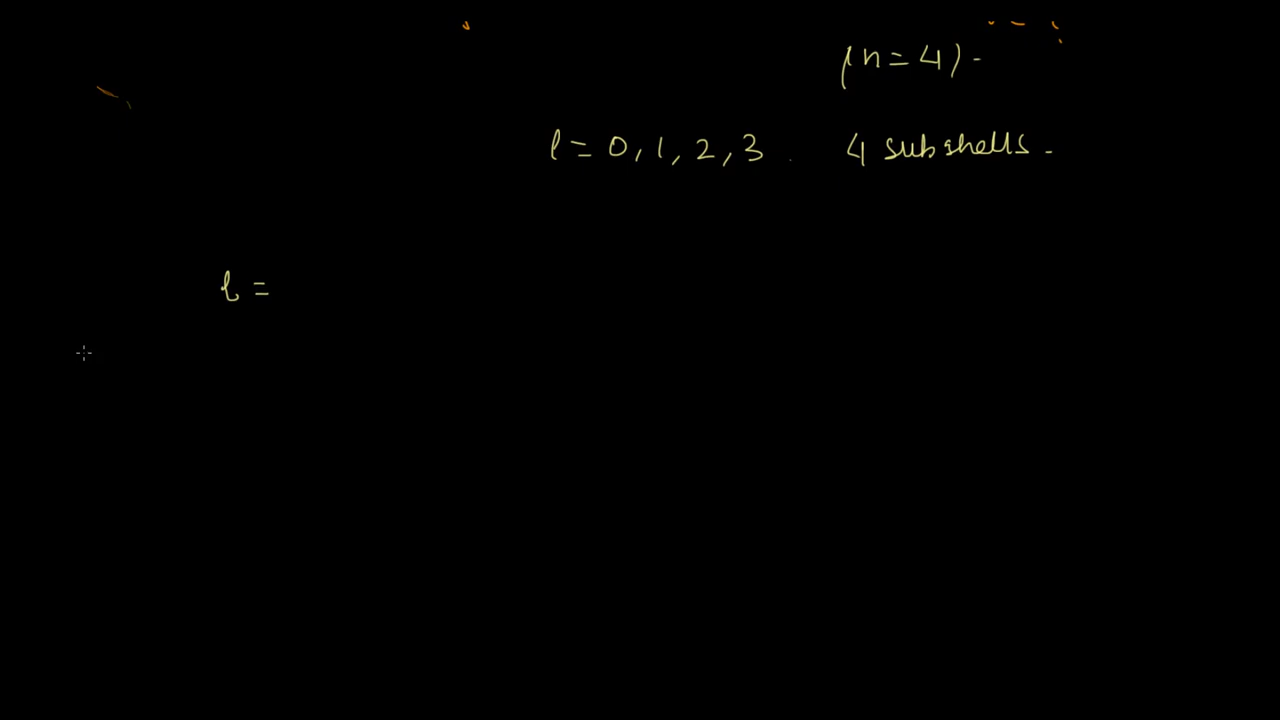 (n = 4) -
l = 0, 1, 2, 3 . 4 subshells.
l =